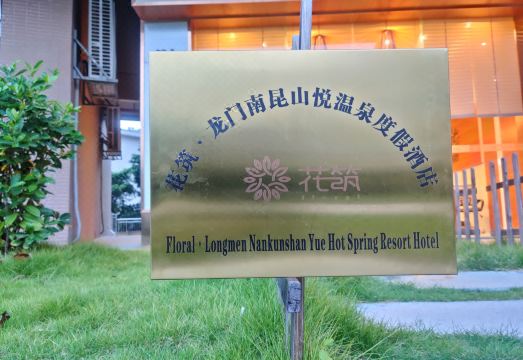 花筑·龙门南昆山悦温泉度假酒店
花筑
Floral · Longmen Nankunshan Yue Hot Spring Resort Hotel